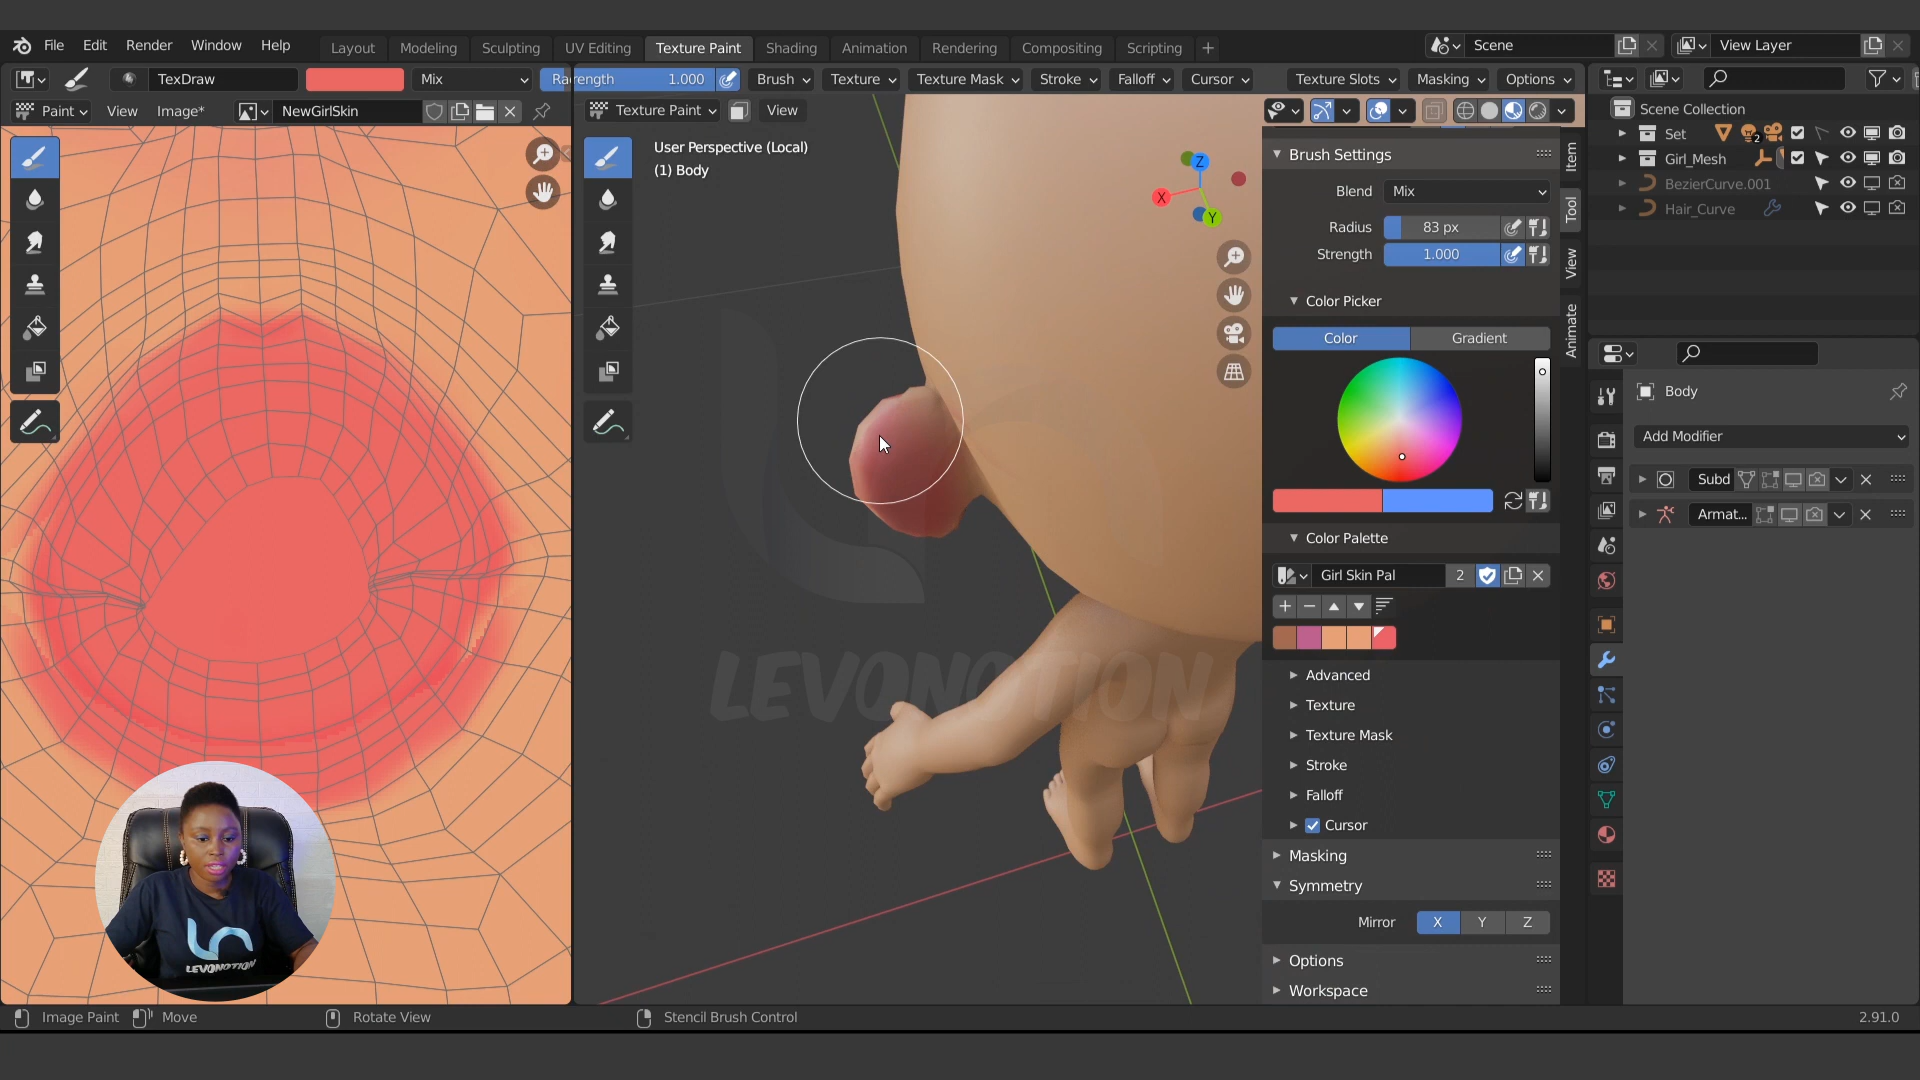 File Edit Render Window Help
Layout Modeling Sculpting UV Editing Texture Paint Shading Animation Rendering Compositing Scripting +
Scene
View Layer
TexDraw
Mix
Ra
rength 1.000
Brush
Texture
Texture Mask
Stroke
Falloff
Cursor
Texture Slots
Masking
Options
Paint
View
Image*
NewGirlSkin
Texture Paint
View
User Perspective (Local)
(1) Body
Z
X
Y
Brush Settings
Blend Mix
Radius 83 px
Strength 1.000
Color Picker
Color Gradient
Color Palette
Girl Skin Pal 2
Advanced
Texture
Texture Mask
Stroke
Falloff
Cursor
Masking
Symmetry
Mirror X Y Z
Options
Workspace
Item
Tool
View
Animate
Scene Collection
Set 2
Girl_Mesh
BezierCurve.001
Hair_Curve
Body
Add Modifier
Subd
Armat...
LEVONOTION
LEVONOTION
Image Paint
Move
Rotate View
Stencil Brush Control
2.91.0